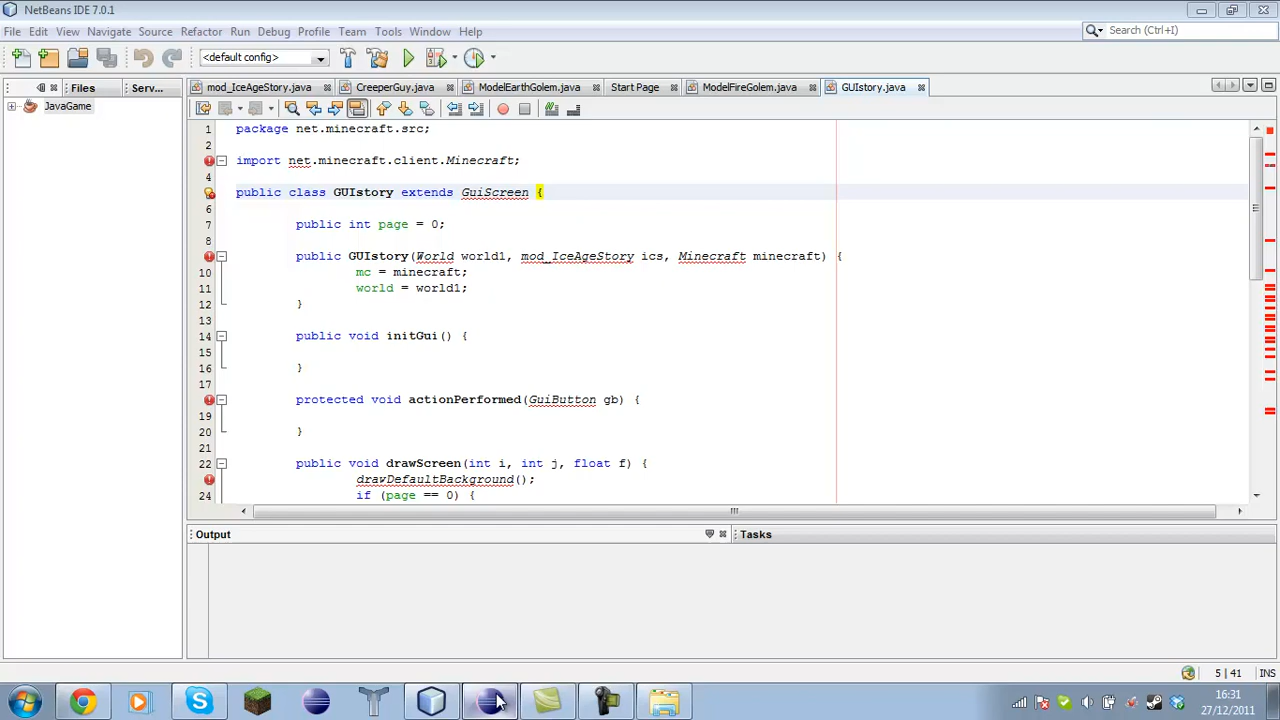 NetBeans IDE 7.0.1
File Edit View Navigate Source Refactor Run Debug Profile Team Tools Window Help
Search (Ctrl+I)
<default config>
Files Serv...
mod_IceAgeStory.java CreeperGuy.java ModelEarthGolem.java Start Page ModelFireGolem.java GUIstory.java
JavaGame
1 package net.minecraft.src;
2
import net.minecraft.client.Minecraft;
4
public class GUIstory extends GuiScreen {
6
7 public int page = 0;
8
public GUIstory(World world1, mod_IceAgeStory ics, Minecraft minecraft) {
10 mc = minecraft;
11 world = world1;
12 }
13
14 public void initGui() {
15
16 }
17
protected void actionPerformed(GuiButton gb) {
19
20 }
21
22 public void drawScreen(int i, int j, float f) {
drawDefaultBackground();
24 if (page == 0) {
Output
Tasks
5 | 41 INS
16:31
27/12/2011